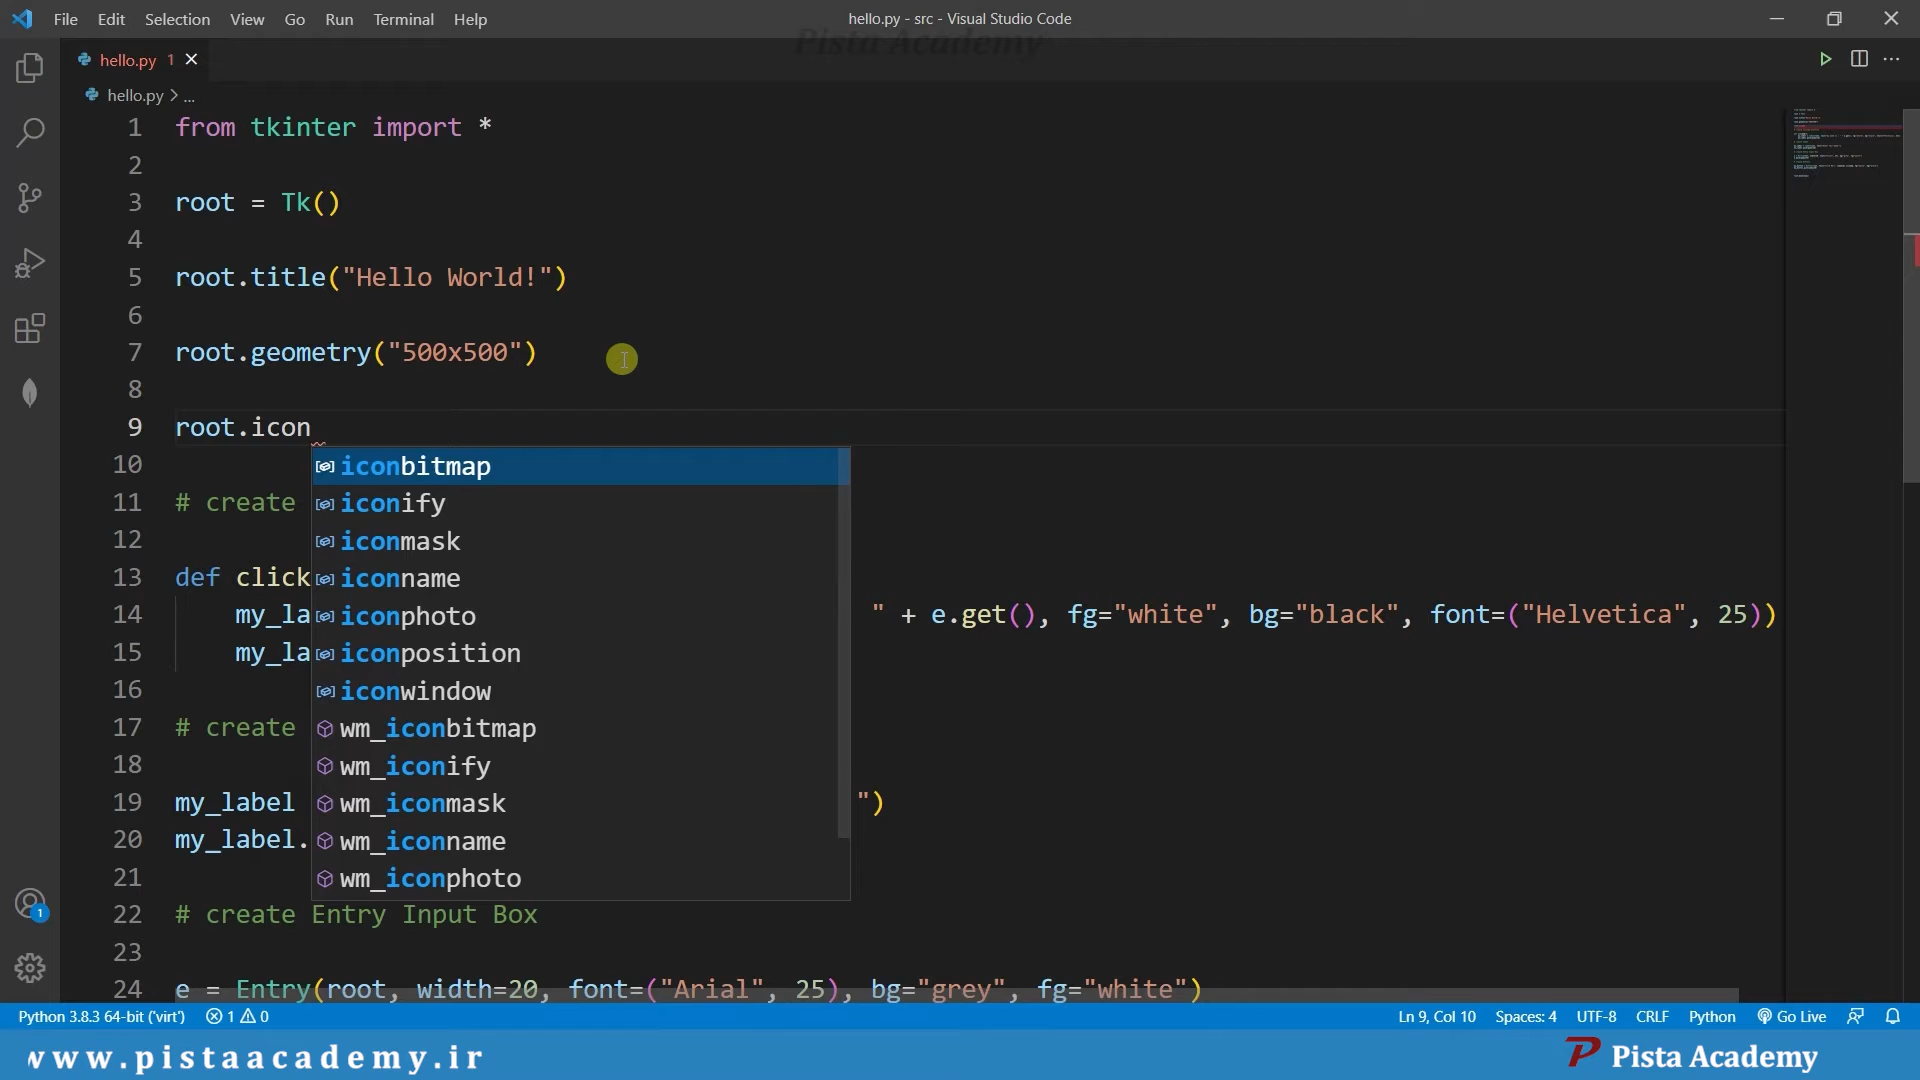 File Edit Selection View Go Run Terminal Help
hello.py - src - Visual Studio Code
Pista Academy
hello.py 1
hello.py > ...
1 from tkinter import *
2
3 root = Tk()
4
5 root.title("Hello World!")
6
7 root.geometry("500x500")
8
9 root.icon
iconbitmap
10
iconify
11 # create
iconmask
12
iconname
13 def click
iconphoto
14 my_la " + e.get(), fg="white", bg="black", font=("Helvetica", 25))
iconposition
15 my_la
iconwindow
16
wm_iconbitmap
17 # create
wm_iconify
18
wm_iconmask
19 my_label ")
wm_iconname
20 my_label.
wm_iconphoto
21
22 # create Entry Input Box
23
24 e = Entry(root, width=20, font=("Arial", 25), bg="grey", fg="white")
1
Python 3.8.3 64-bit ('virt') 1 0 Ln 9, Col 10 Spaces: 4 UTF-8 CRLF Python Go Live
www.pistaacademy.ir
Pista Academy